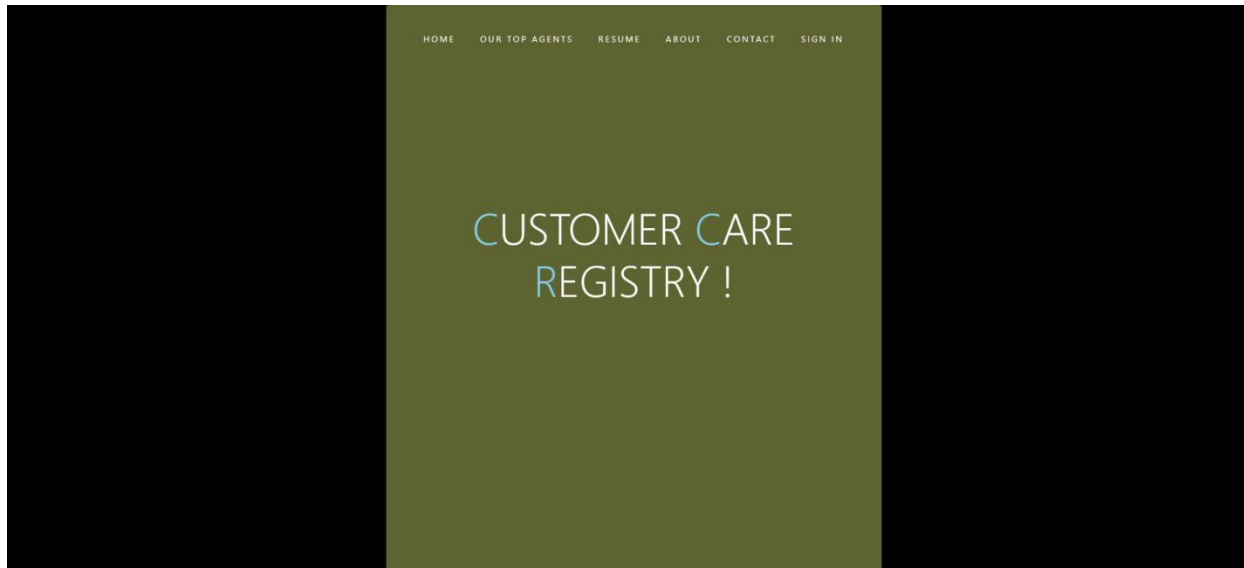 HOME OUR TOP AGENTS RESUME ABOUT CONTACT SIGN IN
CUSTOMER CARE
REGISTRY !